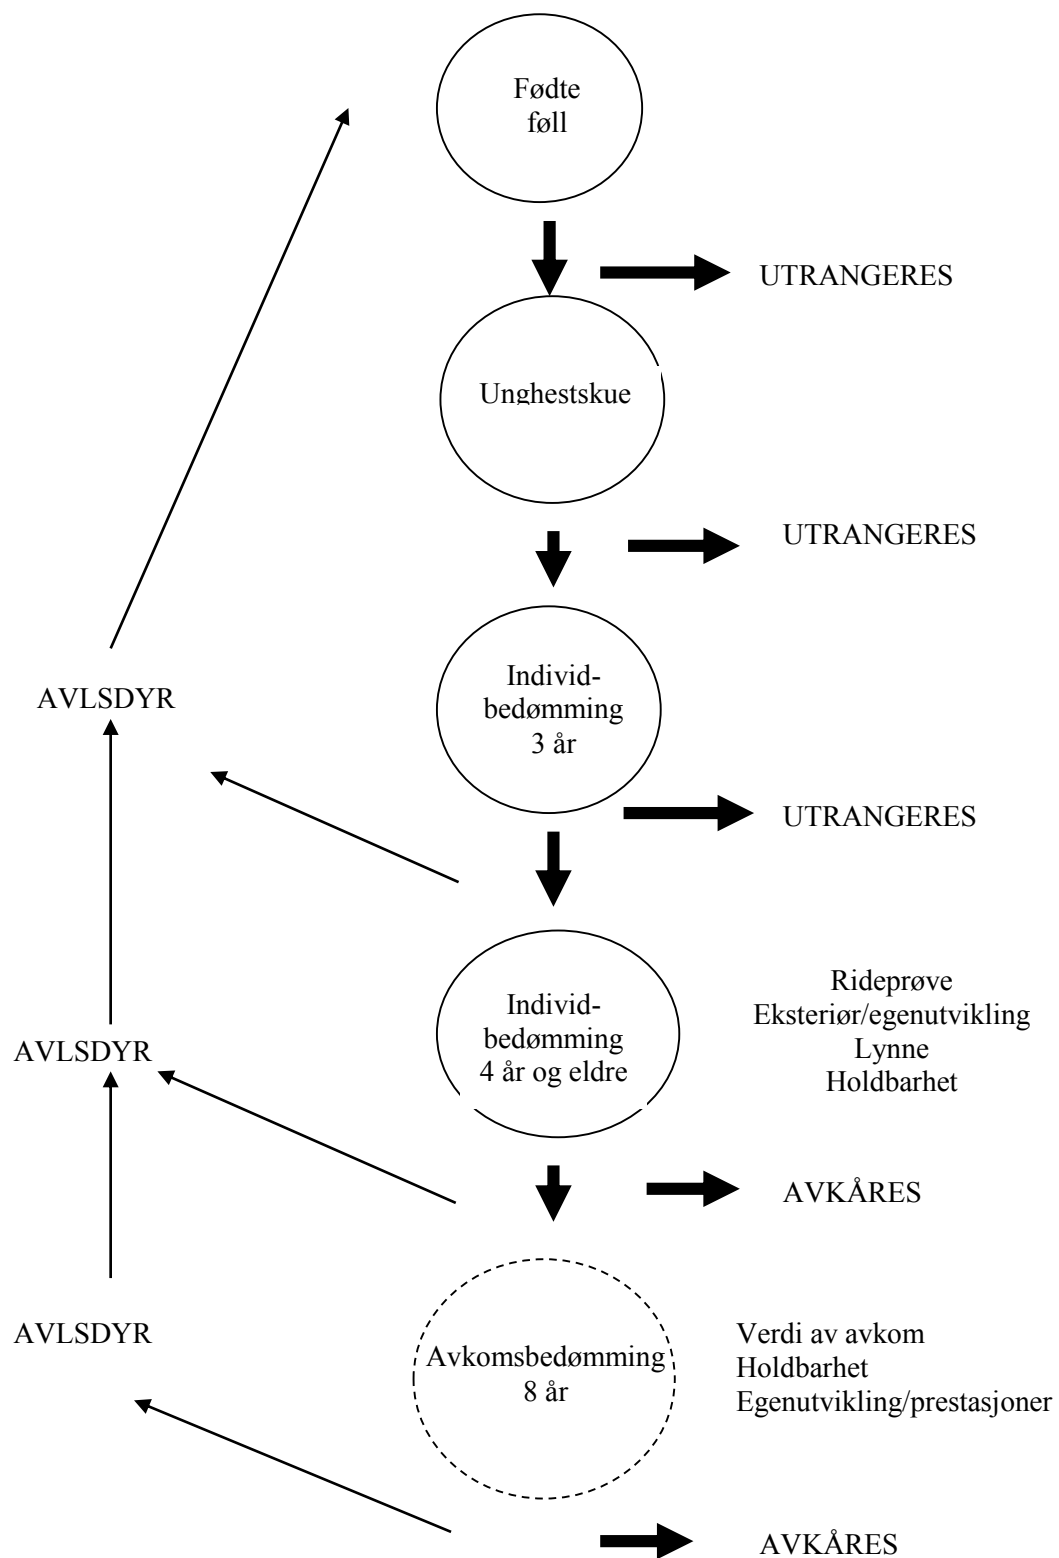 Fødte
føll
UTRANGERES
Unghestskue
UTRANGERES
Individ-
bedømming
3 år
AVLSDYR
UTRANGERES
Individ-
bedømming
4 år og eldre
Rideprøve
Eksteriør/egenutvikling
Lynne
Holdbarhet
AVLSDYR
AVKÅRES
AVLSDYR
Avkomsbedømming
8 år
Verdi av avkom
Holdbarhet
Egenutvikling/prestasjoner
AVKÅRES